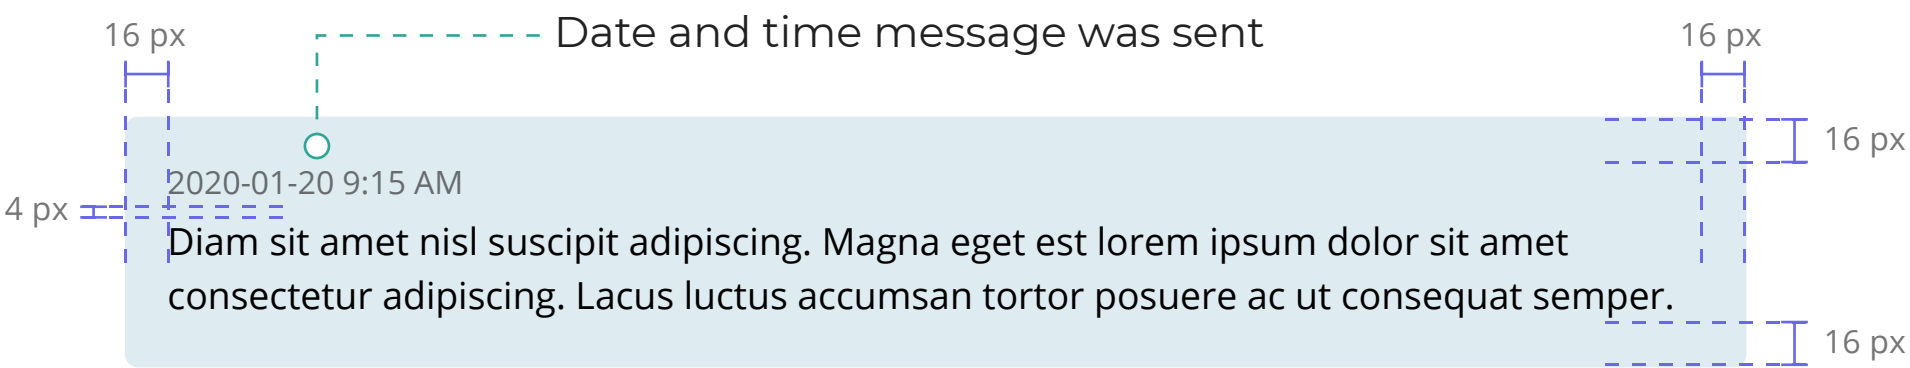 16 px
Date and time message was sent
16 px
16 px
2020-01-20 9:15 AM
4 px
Diam sit amet nisl suscipit adipiscing. Magna eget est lorem ipsum dolor sit amet
consectetur adipiscing. Lacus luctus accumsan tortor posuere ac ut consequat semper.
16 px